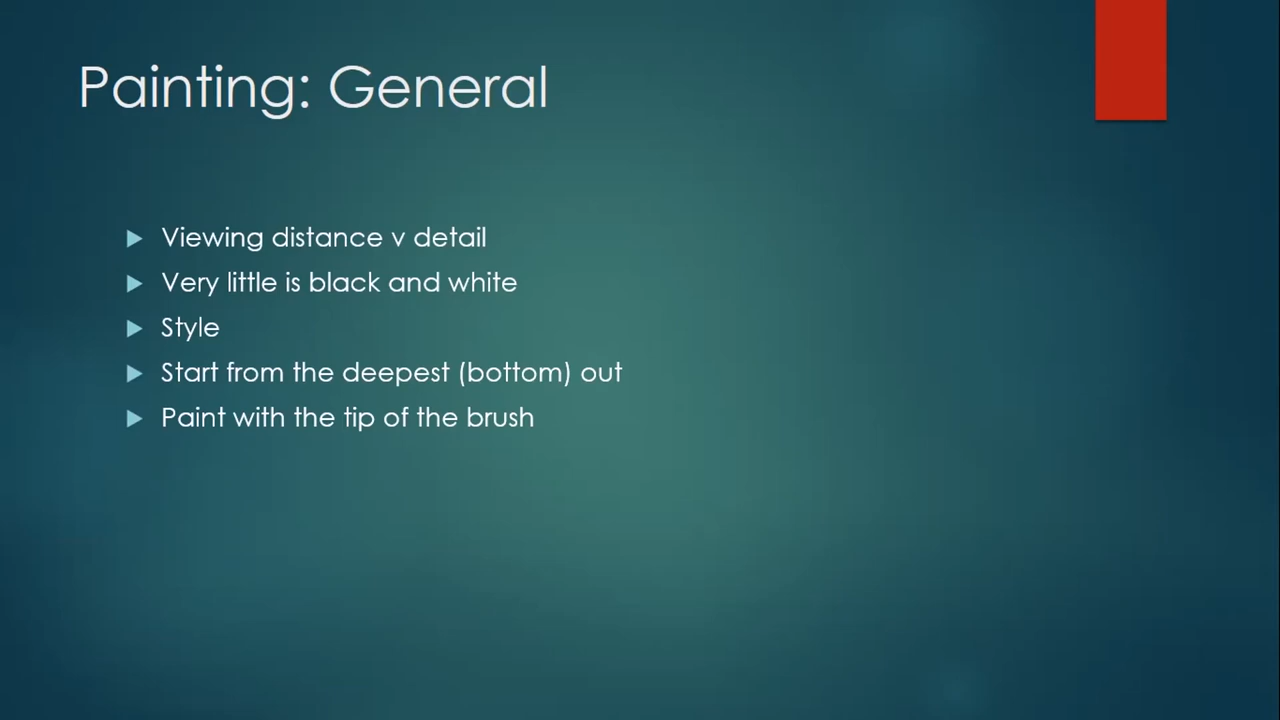 Painting: General
Viewing distance v detail
Very little is black and white
Style
Start from the deepest (bottom) out
Paint with the tip of the brush